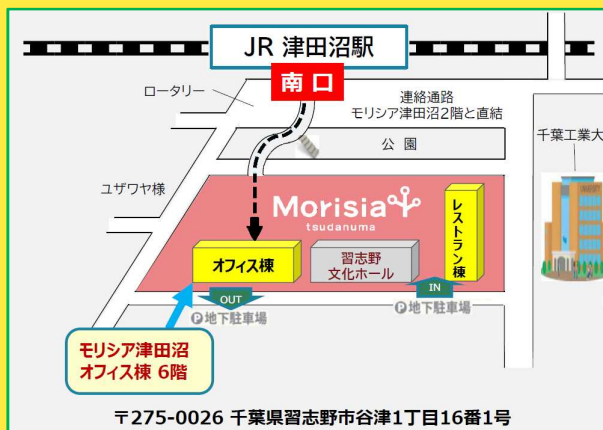 JR 津田沼駅
南口
ロータリー
連絡通路
モリシア津田沼2階と直結
公園
千葉工業大
ユザワヤ様
Morisia
tsudanuma
レストラン棟
オフィス棟
習志野
文化ホール
OUT
IN
Ⓟ地下駐車場
Ⓟ地下駐車場
モリシア津田沼
オフィス棟 6階
〒275-0026 千葉県習志野市谷津1丁目16番1号